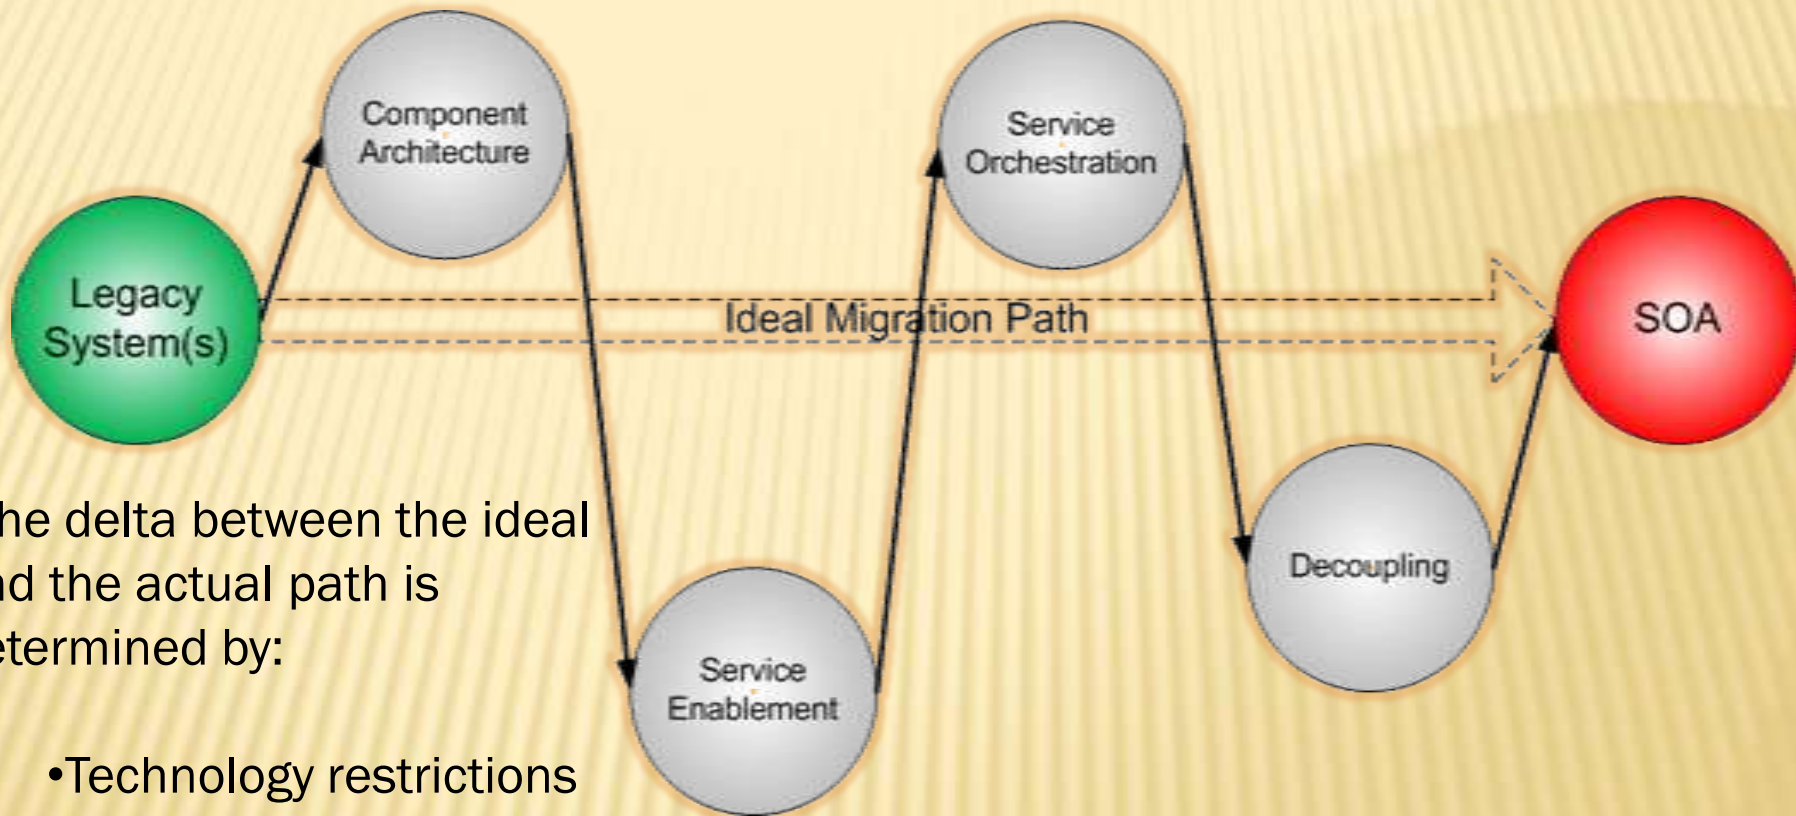 Component
Architecture
Service
Orchestration
Legacy
System(s)
Ideal Migration Path
SOA
he delta between the ideal
nd the actual path is
etermined by:
Decoupling
Service
Enablement
•Technology restrictions